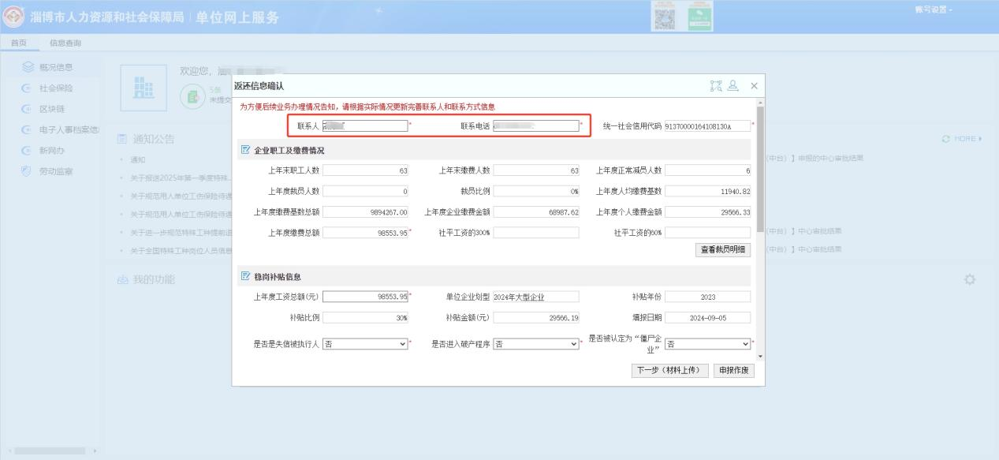 淄博市人力资源和社会保障局 | 单位网上服务
账号设置
首页 信息查询
概况信息
社会保险
区块链
电子人事档案信
新网办
劳动监察
欢迎您，
5条
未提交
通知公告
MORE
通知
关于报送2025年第一季度特殊...
关于规范用人单位工伤保险待遇
关于规范用人单位工伤保险待遇
关于进一步规范特殊工种提前退
关于全国特殊工种岗位人员信息
(中台) 】申报的中心审批结果
(中台) 】中心审批结果
(中台) 】中心审批结果
我的功能
返还信息确认
为方便后续业务办理情况告知，请根据实际情况更新完善联系人和联系方式信息
联系人 * 联系电话 * 统一社会信用代码 91370000164108130A *
企业职工及缴费情况
上年末职工人数 63 上年末缴费人数 63 上年度正常减员人数 6
上年度裁员人数 0 裁员比例 0% 上年度人均缴费基数 11940.82
上年度缴费基数总额 9894267.00 上年度企业缴费金额 68987.62 上年度个人缴费金额 29566.33
上年度缴费总额 98553.95 * 社平工资的300% 社平工资的60%
查看裁员明细
稳岗补贴信息
上年度工资总额(元) 98553.95 * 单位企业划型 2024年大型企业 补贴年份 2023
补贴比例 30% 补贴金额(元) 29566.19 填报日期 2024-09-05
是否是失信被执行人 否 * 是否进入破产程序 否 * 是否被认定为“僵尸企业” 否 *
下一步（材料上传） 申报作废